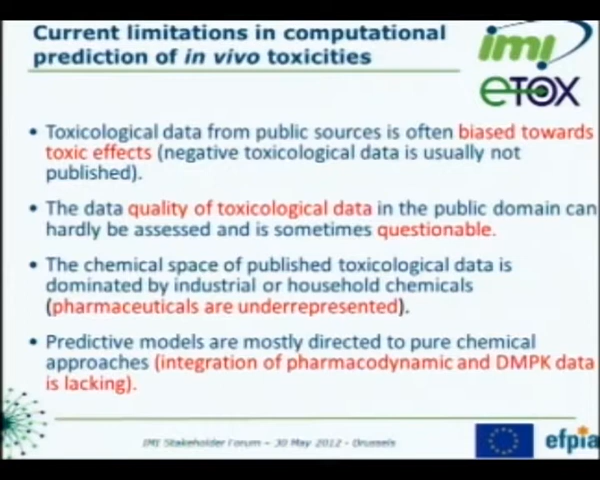 Current limitations in computational
prediction of in vivo toxicities
imi
eTOX
• Toxicological data from public sources is often biased towards
toxic effects (negative toxicological data is usually not
published).
• The data quality of toxicological data in the public domain can
hardly be assessed and is sometimes questionable.
• The chemical space of published toxicological data is
dominated by industrial or household chemicals
(pharmaceuticals are underrepresented).
• Predictive models are mostly directed to pure chemical
approaches (integration of pharmacodynamic and DMPK data
is lacking).
IMI Stakeholder Forum – 30 May 2012 - Brussels
efpia